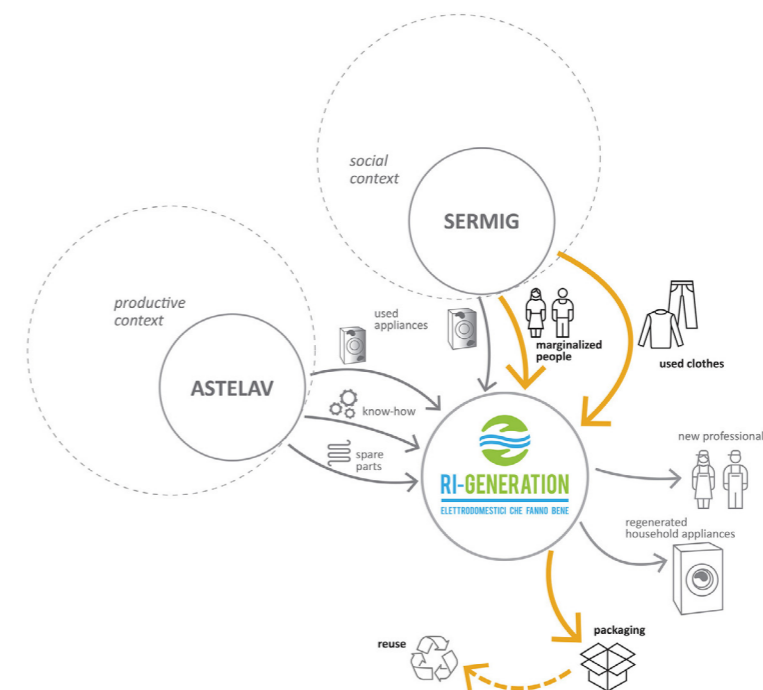 social
context
SERMIG
productive
context
used
appliances
marginalized
people
used clothes
ASTELAV
know-how
spare
parts
new professional
RI-GENERATION
ELETTRODOMESTICI CHE FANNO BENE
regenerated
household appliances
packaging
reuse